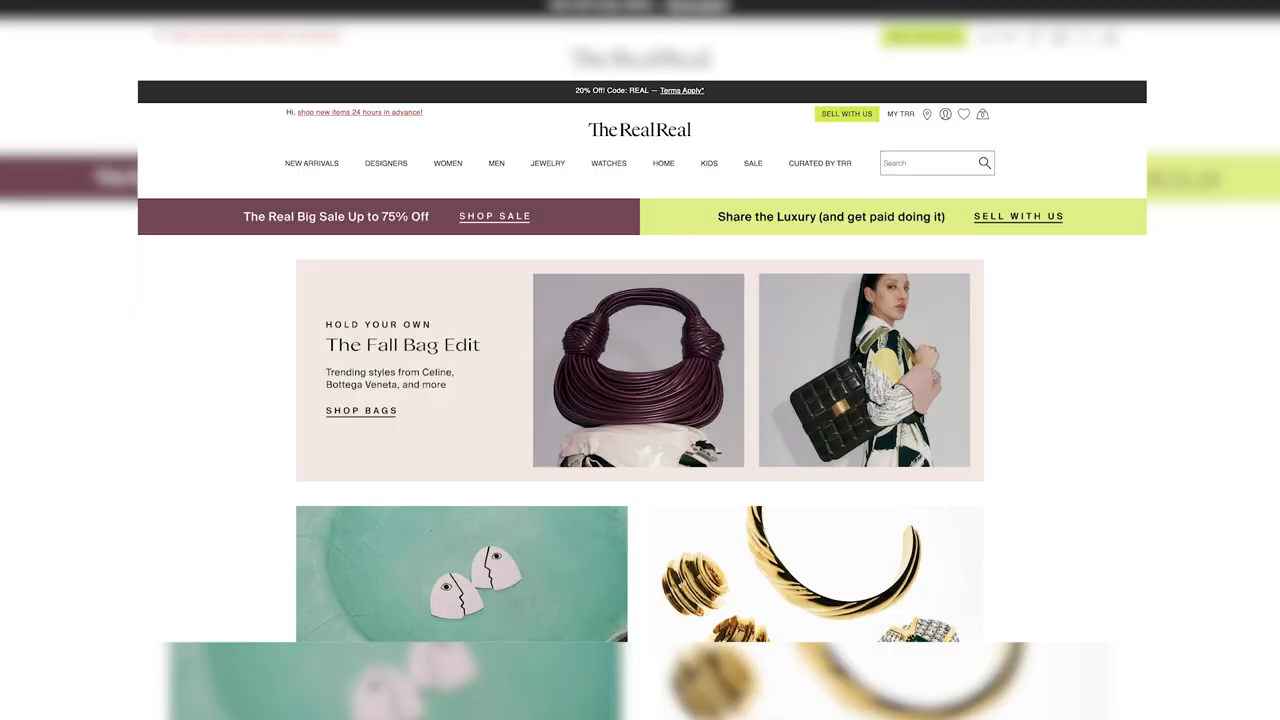 20% Off! Code: REAL — Terms Apply*
Hi, shop new items 24 hours in advance!
SELL WITH US
MY TRR
0
The RealReal
NEW ARRIVALS
DESIGNERS
WOMEN
MEN
JEWELRY
WATCHES
HOME
KIDS
SALE
CURATED BY TRR
Search
The Real Big Sale Up to 75% Off
SHOP SALE
Share the Luxury (and get paid doing it)
SELL WITH US
HOLD YOUR OWN
The Fall Bag Edit
Trending styles from Celine,
Bottega Veneta, and more
SHOP BAGS
The RealReal